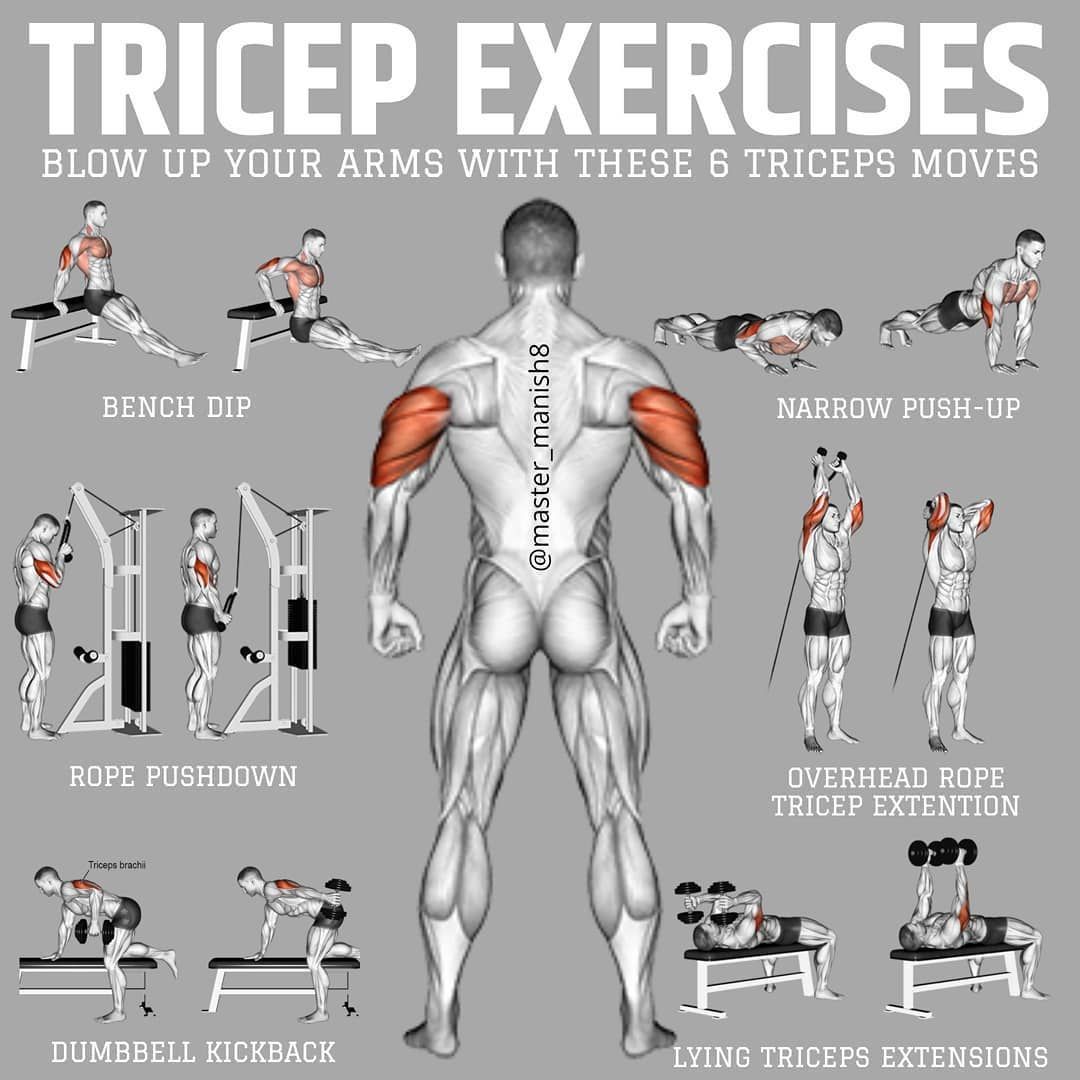 TRICEP EXERCISES
BLOW UP YOUR ARMS WITH THESE 6 TRICEPS MOVES
@master_manish8
BENCH DIP
NARROW PUSH-UP
ROPE PUSHDOWN
OVERHEAD ROPE
TRICEP EXTENTION
Triceps brachii
DUMBBELL KICKBACK
LYING TRICEPS EXTENSIONS